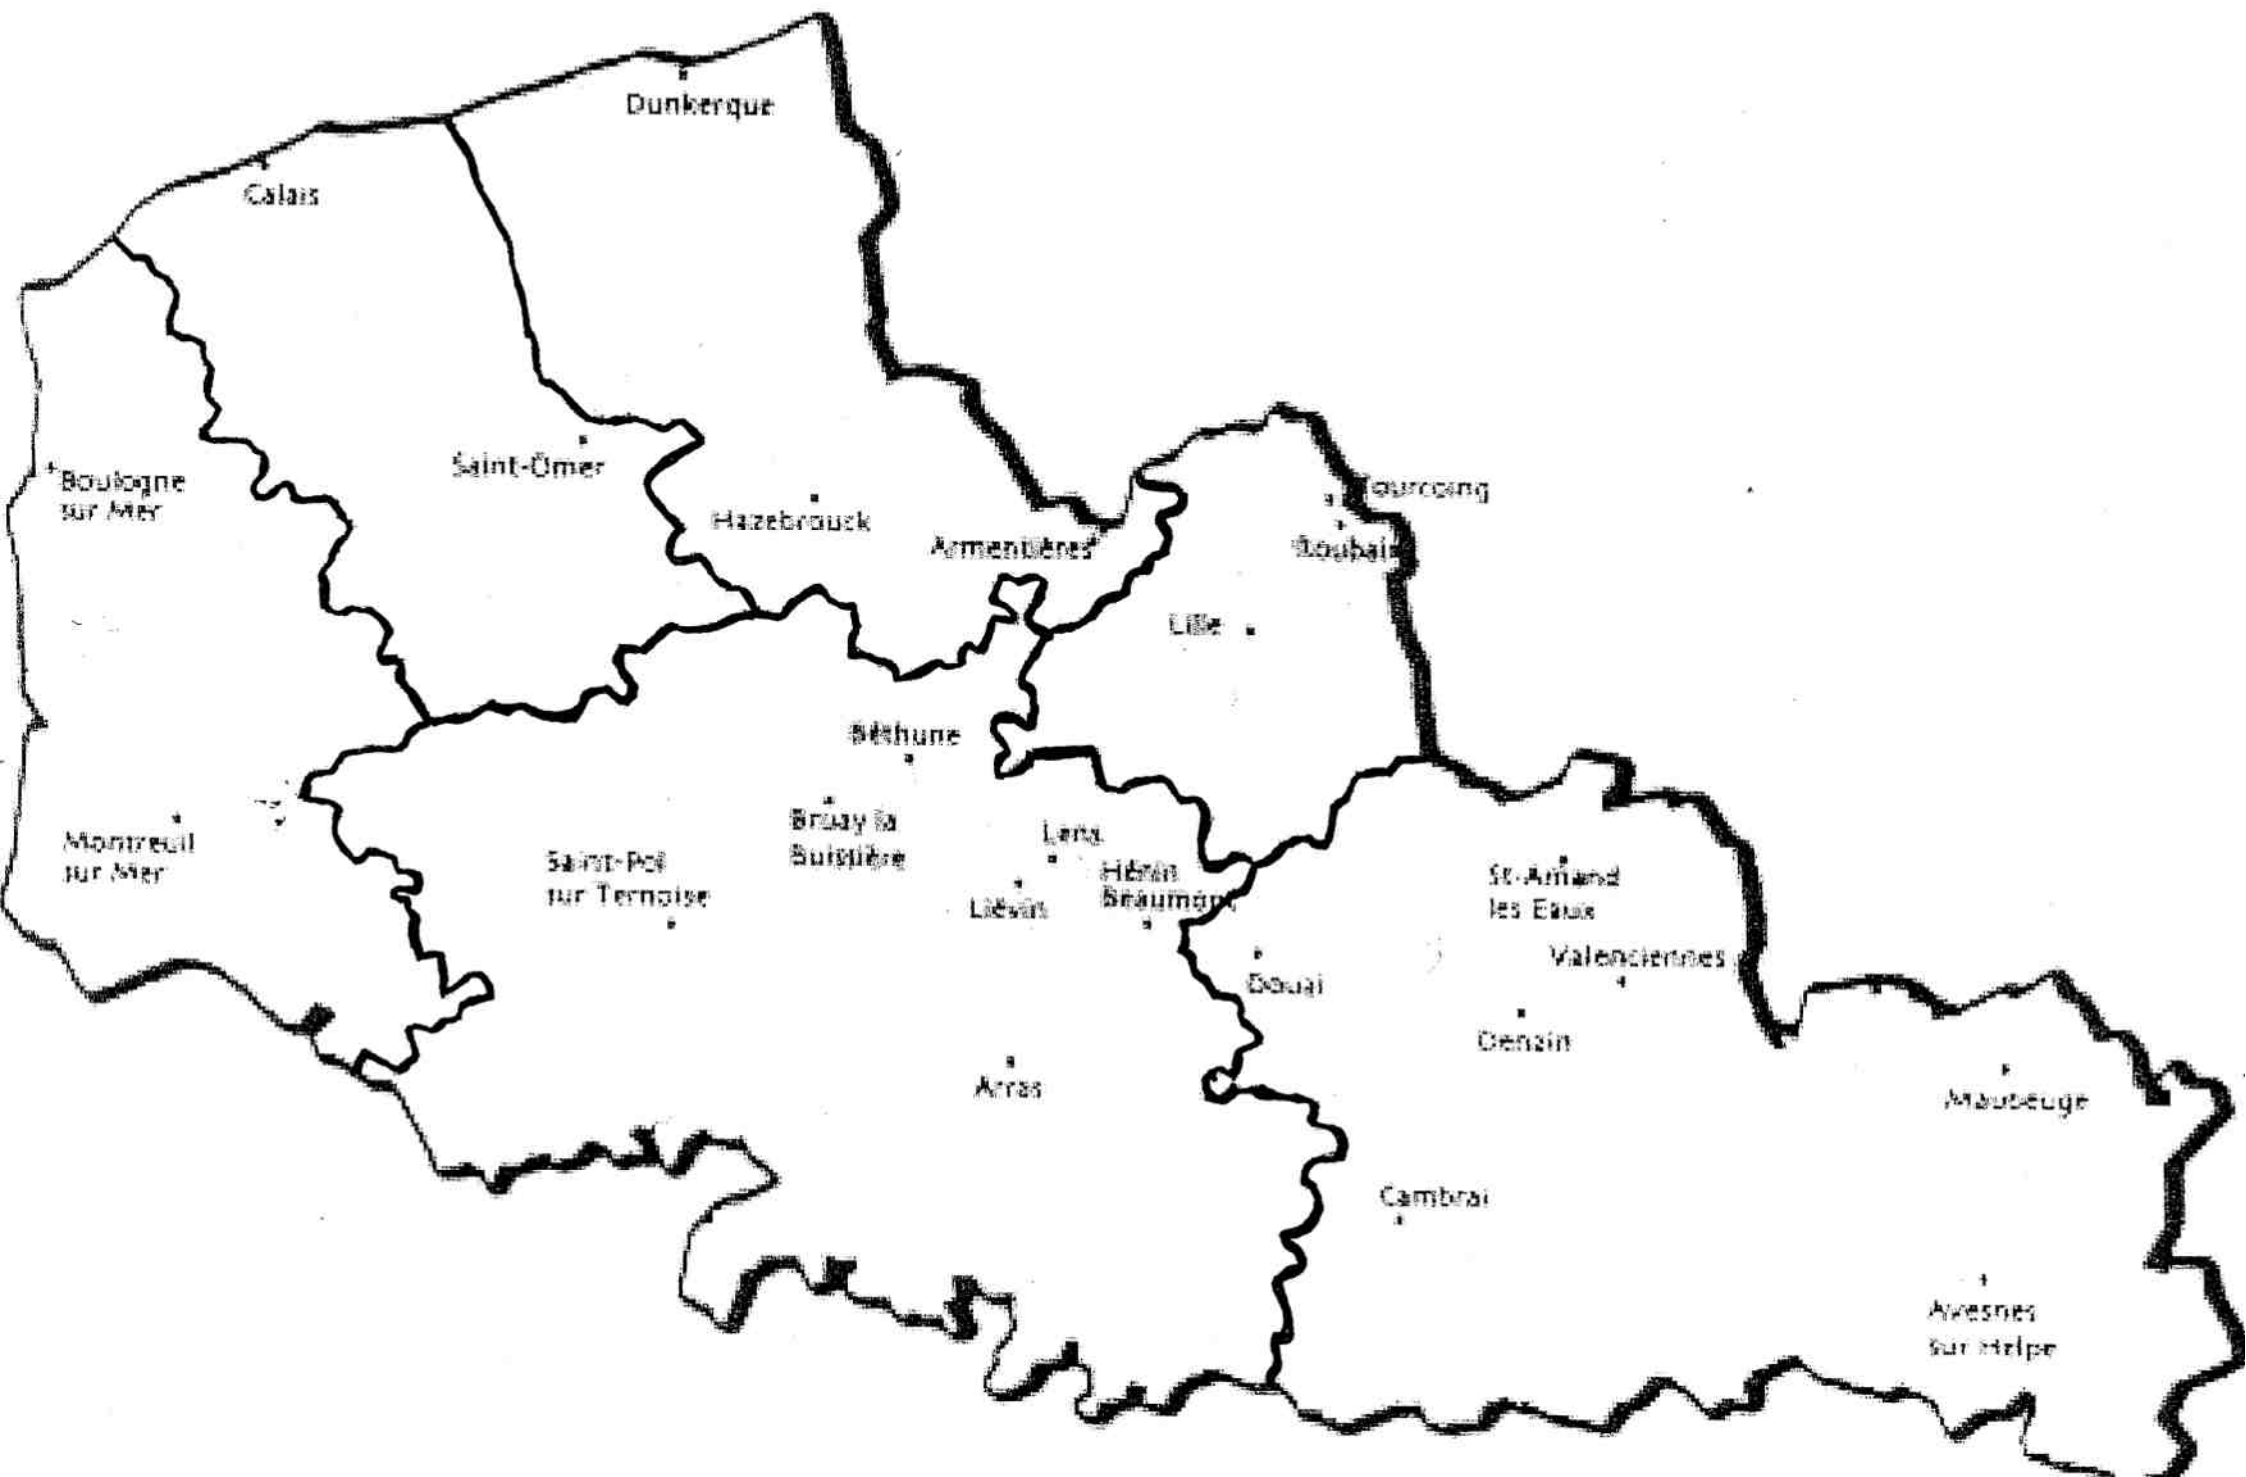 Dunkerque
Calais
Saint-Omer
Boulogne
sur Mer
Hazebrouck
Armentières
Tourcoing
Roubaix
Lille
Béthune
Montreuil
sur Mer
Bruay la
Buissière
Saint-Pol
sur Ternoise
Lens
Liévin
Hénin
Beaumont
St-Amand
les Eaux
Valenciennes
Douai
Denain
Arras
Maubeuge
Cambrai
Avesnes
sur Helpe